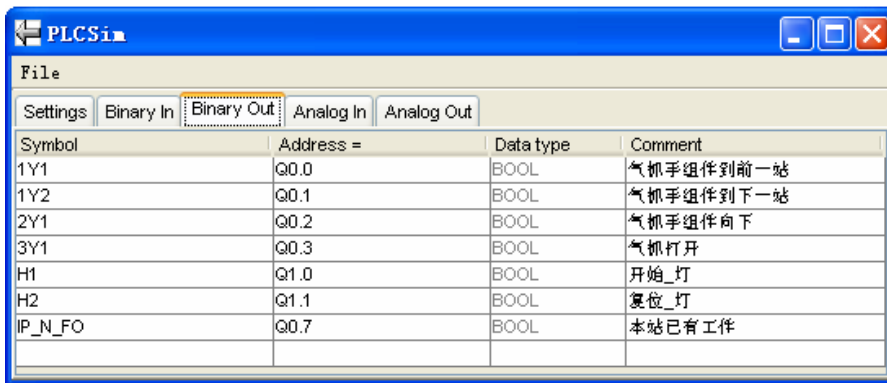 PLCSim
File
Settings Binary In Binary Out Analog In Analog Out
Symbol Address = Data type Comment
1Y1 Q0.0 BOOL 气抓手组件到前一站
1Y2 Q0.1 BOOL 气抓手组件到下一站
2Y1 Q0.2 BOOL 气抓手组件向下
3Y1 Q0.3 BOOL 气抓打开
H1 Q1.0 BOOL 开始_灯
H2 Q1.1 BOOL 复位_灯
IP_N_FO Q0.7 BOOL 本站已有工件